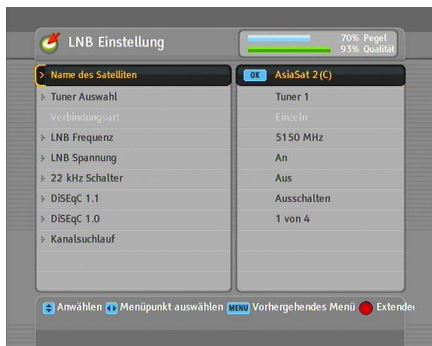 LNB Einstellung
70% Pegel
93% Qualität
Name des Satelliten OK AsiaSat 2 (C)
Tuner Auswahl Tuner 1
Verbindungsart Einzeln
LNB Frequenz 5150 MHz
LNB Spannung An
22 kHz Schalter Aus
DiSEqC 1.1 Ausschalten
DiSEqC 1.0 1 von 4
Kanalsuchlauf
Anwählen Menüpunkt auswählen MENU Vorhergehendes Menü Extended